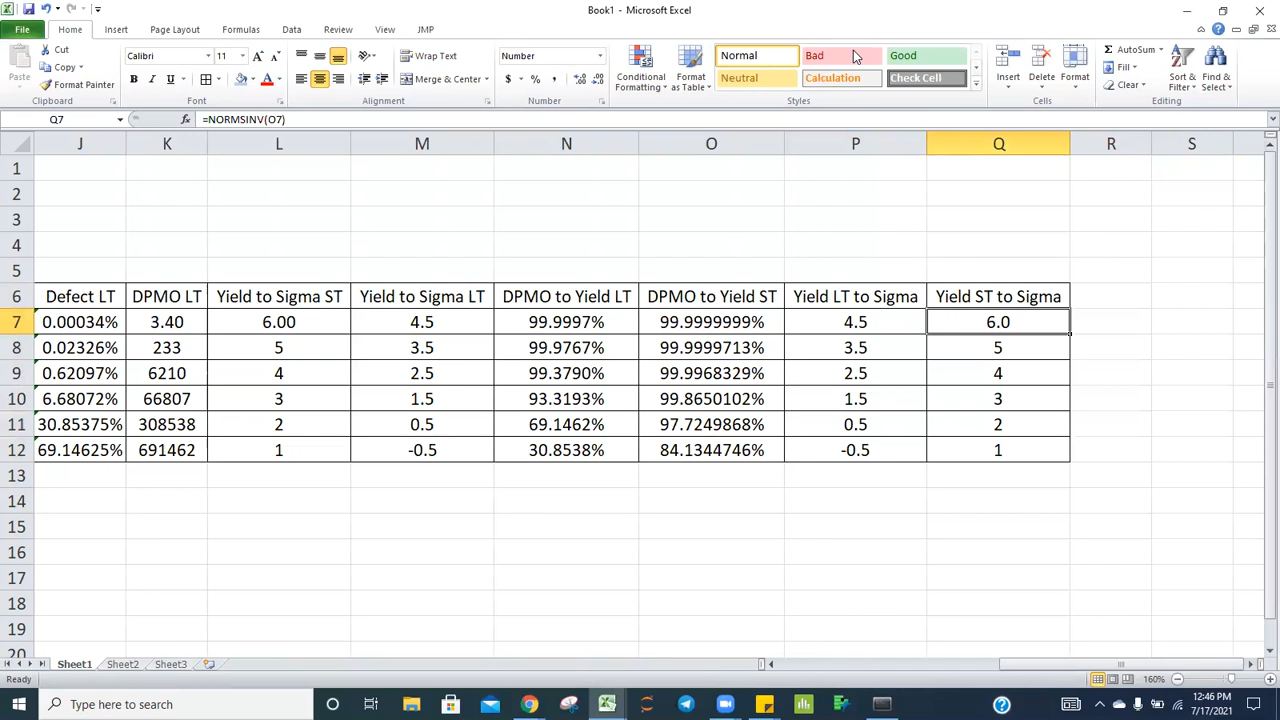 Book1 - Microsoft Excel
File Home Insert Page Layout Formulas Data Review View JMP
Cut
Copy
Format Painter
Paste
Clipboard
Calibri 11
B I U
Font
Wrap Text
Merge & Center
Alignment
Number
$ % ,
Number
Conditional Formatting
Format as Table
Normal Bad Good
Neutral Calculation Check Cell
Styles
Insert Delete Format
Cells
AutoSum
Fill
Clear
Sort & Filter
Find & Select
Editing
Q7 fx =NORMSINV(O7)
J K L M N O P Q R S
1
2
3
4
5
6 Defect LT DPMO LT Yield to Sigma ST Yield to Sigma LT DPMO to Yield LT DPMO to Yield ST Yield LT to Sigma Yield ST to Sigma
7 0.00034% 3.40 6.00 4.5 99.9997% 99.9999999% 4.5 6.0
8 0.02326% 233 5 3.5 99.9767% 99.9999713% 3.5 5
9 0.62097% 6210 4 2.5 99.3790% 99.9968329% 2.5 4
10 6.68072% 66807 3 1.5 93.3193% 99.8650102% 1.5 3
11 30.85375% 308538 2 0.5 69.1462% 97.7249868% 0.5 2
12 69.14625% 691462 1 -0.5 30.8538% 84.1344746% -0.5 1
13
14
15
16
17
18
19
20
Sheet1 Sheet2 Sheet3
Ready 160%
Type here to search
12:46 PM
7/17/2021